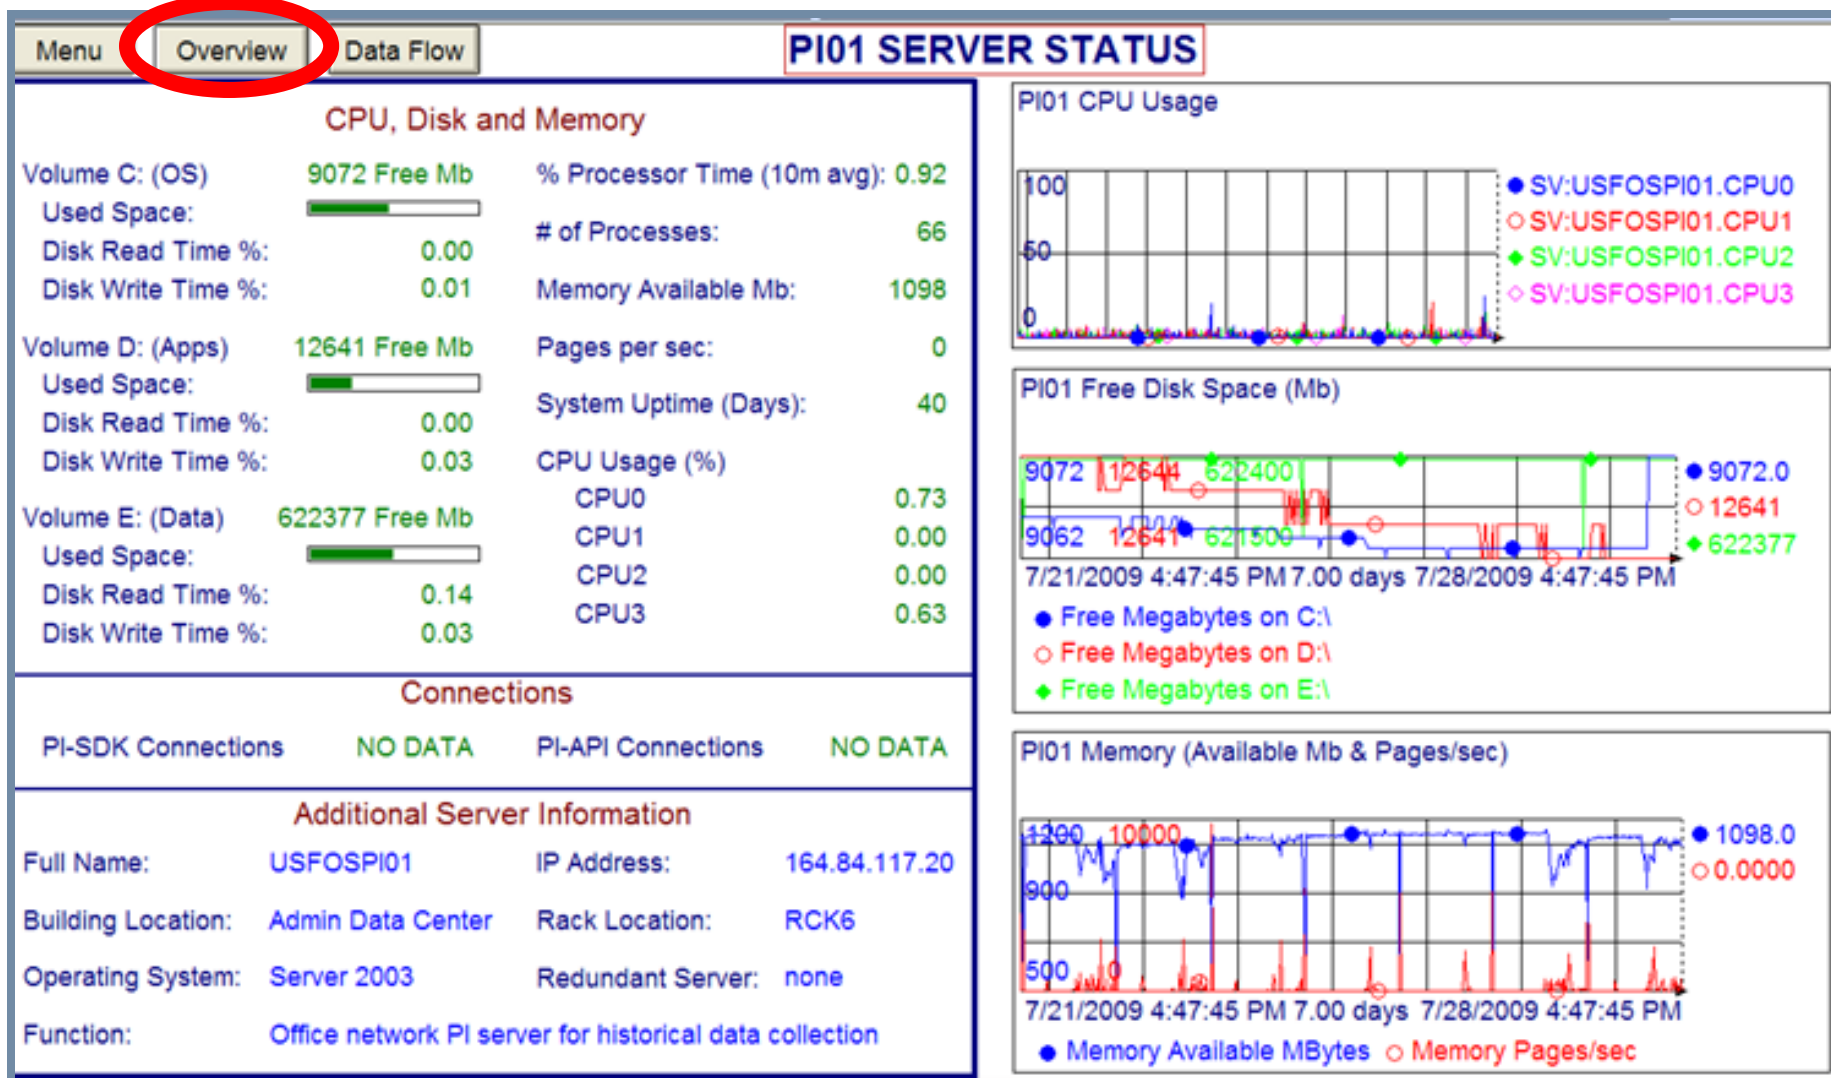 Menu Overview Data Flow PI01 SERVER STATUS
CPU, Disk and Memory
Volume C: (OS) 9072 Free Mb % Processor Time (10m avg): 0.92
Used Space:
# of Processes: 66
Disk Read Time %: 0.00
Disk Write Time %: 0.01 Memory Available Mb: 1098
Volume D: (Apps) 12641 Free Mb Pages per sec: 0
Used Space:
System Uptime (Days): 40
Disk Read Time %: 0.00
Disk Write Time %: 0.03 CPU Usage (%)
CPU0 0.73
Volume E: (Data) 622377 Free Mb
CPU1 0.00
Used Space:
CPU2 0.00
Disk Read Time %: 0.14
CPU3 0.63
Disk Write Time %: 0.03
Connections
PI-SDK Connections NO DATA PI-API Connections NO DATA
Additional Server Information
Full Name: USFOSPI01 IP Address: 164.84.117.20
Building Location: Admin Data Center Rack Location: RCK6
Operating System: Server 2003 Redundant Server: none
Function: Office network PI server for historical data collection
PI01 CPU Usage
100 SV:USFOSPI01.CPU0
SV:USFOSPI01.CPU1
50 SV:USFOSPI01.CPU2
SV:USFOSPI01.CPU3
0
PI01 Free Disk Space (Mb)
9072 12644 622400 9072.0
12641
9062 12641 621500 622377
7/21/2009 4:47:45 PM 7.00 days 7/28/2009 4:47:45 PM
Free Megabytes on C:\
Free Megabytes on D:\
Free Megabytes on E:\
PI01 Memory (Available Mb & Pages/sec)
1200 10000 1098.0
0.0000
900
500 0
7/21/2009 4:47:45 PM 7.00 days 7/28/2009 4:47:45 PM
Memory Available MBytes Memory Pages/sec